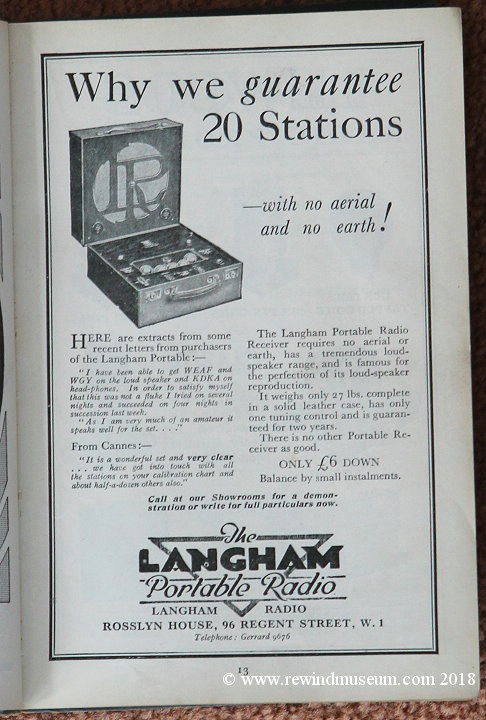 Why we guarantee
20 Stations
—with no aerial
and no earth!
LR
HERE are extracts from some
recent letters from purchasers
of the Langham Portable :—
"I have been able to get WEAF and
WGY on the loud speaker and KDKA on
head-phones. In order to satisfy myself
that this was not a fluke I tried on several
nights and succeeded on four nights in
succession last week.
"As I am very much of an amateur it
speaks well for the set. . . ."
From Cannes :—
"It is a wonderful set and very clear
. . . we have got into touch with all
the stations on your calibration chart and
about half-a-dozen others also."
The Langham Portable Radio
Receiver requires no aerial or
earth, has a tremendous loud-
speaker range, and is famous for
the perfection of its loud-speaker
reproduction.
It weighs only 27 lbs. complete
in a solid leather case, has only
one tuning control and is guaran-
teed for two years.
There is no other Portable Re-
ceiver as good.
ONLY £6 DOWN
Balance by small instalments.
Call at our Showrooms for a demon-
stration or write for full particulars now.
The
LANGHAM
Portable Radio
LANGHAM RADIO
ROSSLYN HOUSE, 96 REGENT STREET, W. 1
Telephone : Gerrard 9676
13
© www.rewindmuseum.com 2018